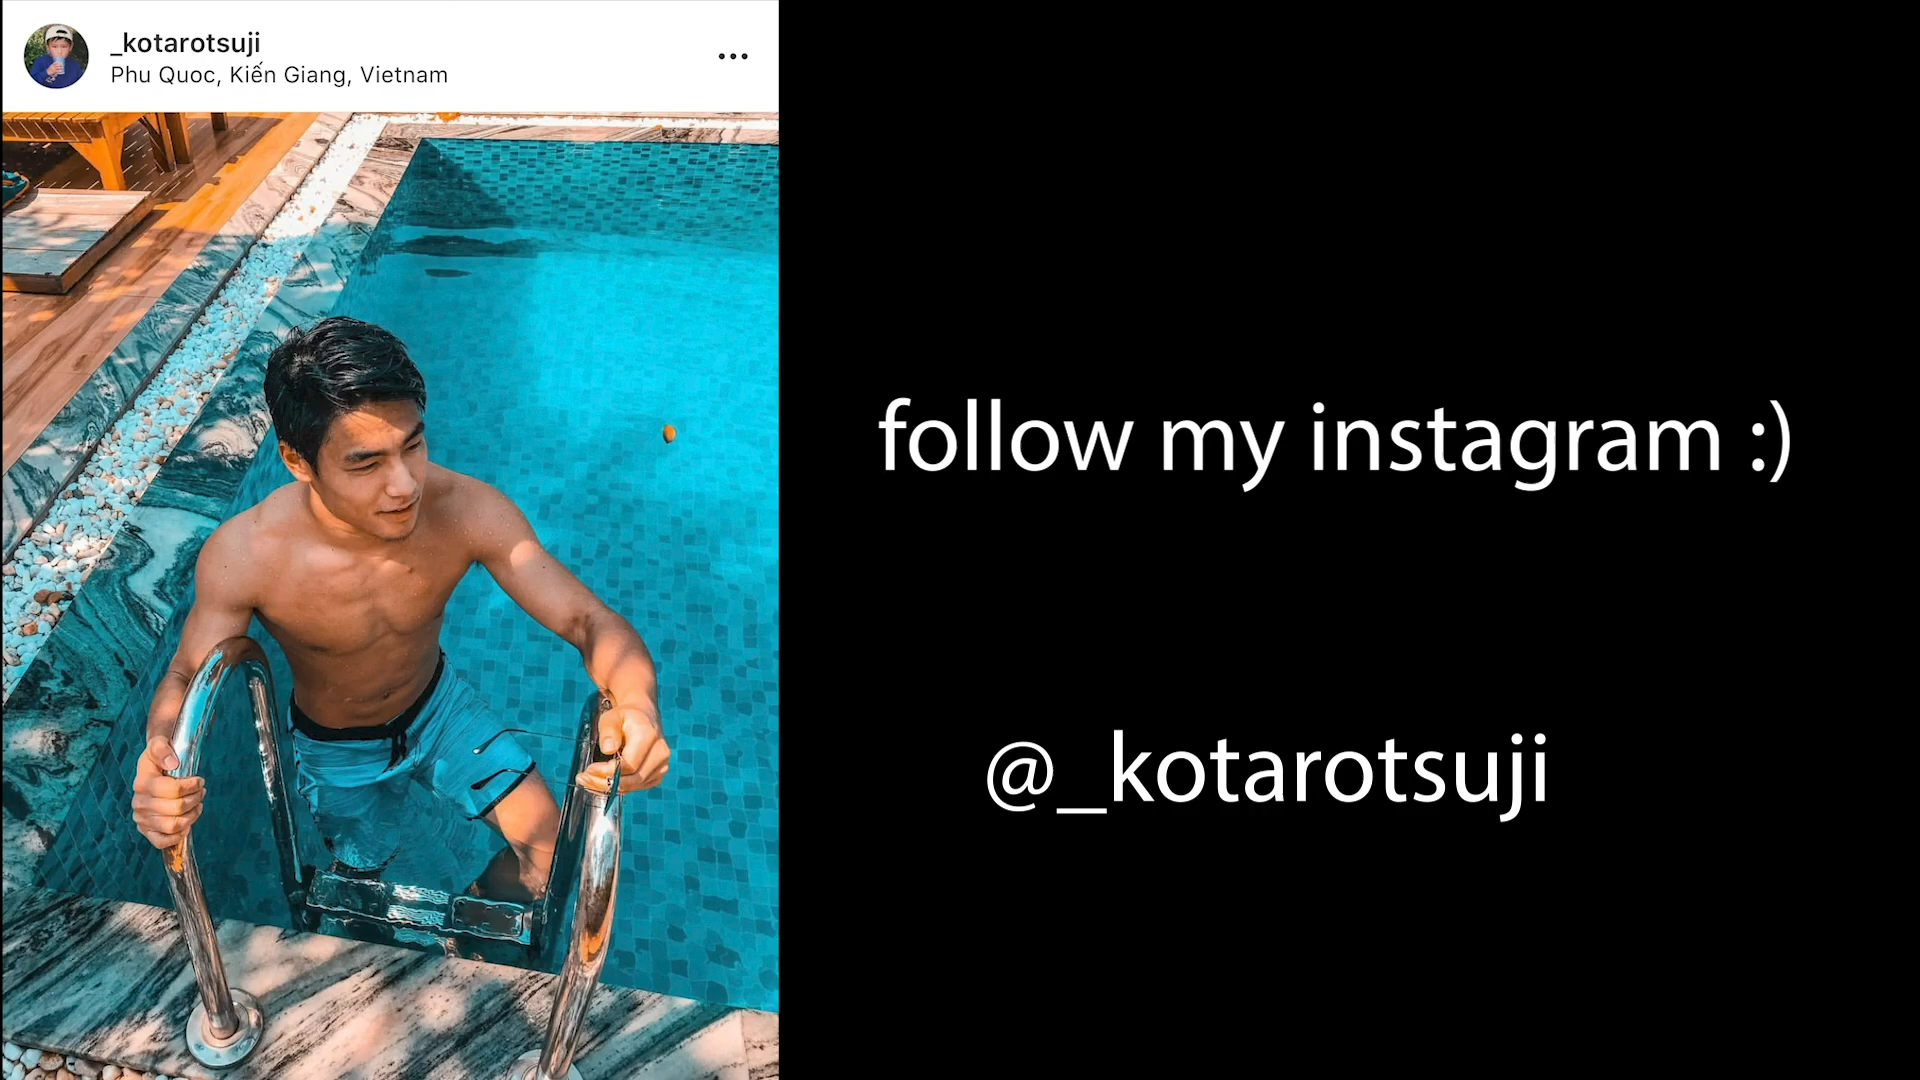 _kotarotsuji
Phu Quoc, Kiến Giang, Vietnam
follow my instagram :)
@_kotarotsuji